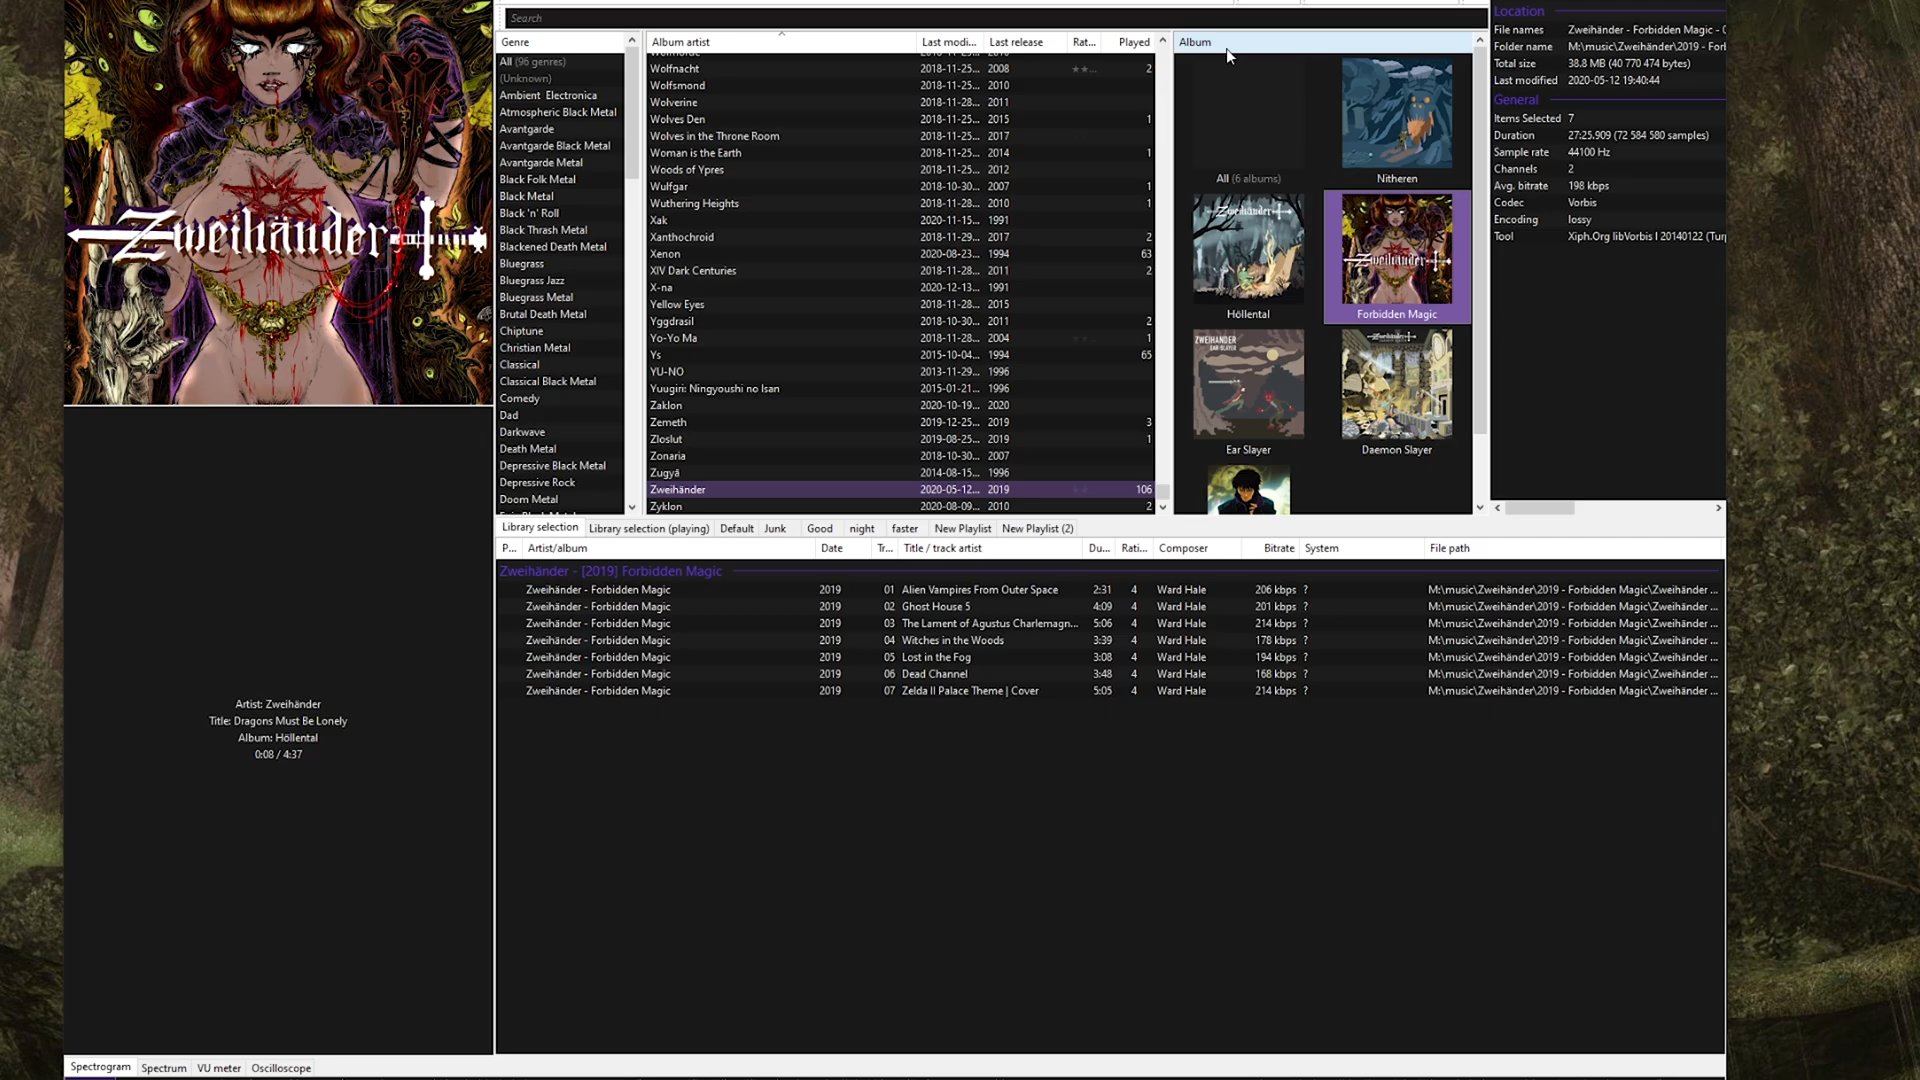 Zweihänder
Artist: Zweihänder
Title: Dragons Must Be Lonely
Album: Höllental
0:08 / 4:37
Spectrogram Spectrum VU meter Oscilloscope
Search
Genre
All (96 genres)
(Unknown)
Ambient Electronica
Atmospheric Black Metal
Avantgarde
Avantgarde Black Metal
Avantgarde Metal
Black Folk Metal
Black Metal
Black 'n' Roll
Black Thrash Metal
Blackened Death Metal
Bluegrass
Bluegrass Jazz
Bluegrass Metal
Brutal Death Metal
Chiptune
Christian Metal
Classical
Classical Black Metal
Comedy
Dad
Darkwave
Death Metal
Depressive Black Metal
Depressive Rock
Doom Metal
Album artist Last modi... Last release Rat... Played
Wolfnacht 2018-11-25... 2008 ★★... 2
Wolfsmond 2018-11-25... 2010
Wolverine 2018-11-28... 2011
Wolves Den 2018-11-25... 2015 1
Wolves in the Throne Room 2018-11-25... 2017
Woman is the Earth 2018-11-25... 2014 1
Woods of Ypres 2018-11-25... 2012
Wulfgar 2018-10-30... 2007 1
Wuthering Heights 2018-11-28... 2010 1
Xak 2020-11-15... 1991
Xanthochroid 2018-11-29... 2017 2
Xenon 2020-08-23... 1994 63
XIV Dark Centuries 2018-11-28... 2011 2
X-na 2020-12-13... 1991
Yellow Eyes 2018-11-28... 2015
Yggdrasil 2018-10-30... 2011 2
Yo-Yo Ma 2018-11-28... 2004 1
Ys 2015-10-04... 1994 65
YU-NO 2013-11-29... 1996
Yuugiri: Ningyoushi no Isan 2015-01-21... 1996
Zaklon 2020-10-19... 2020
Zemeth 2019-12-25... 2019 3
Zloslut 2019-08-25... 2019 1
Zonaria 2018-10-30... 2007
Zugyā 2014-08-15... 1996
Zweihänder 2020-05-12... 2019 106
Zyklon 2020-08-09... 2010 2
Album
All (6 albums)
Nitheren
Zweihänder
Höllental
Zweihänder
Forbidden Magic
ZWEIHANDER
EAR SLAYER
Ear Slayer
Daemon Slayer
Location
File names Zweihänder - Forbidden Magic - 0
Folder name M:\music\Zweihänder\2019 - Forl
Total size 38.8 MB (40 770 474 bytes)
Last modified 2020-05-12 19:40:44
General
Items Selected 7
Duration 27:25.909 (72 584 580 samples)
Sample rate 44100 Hz
Channels 2
Avg. bitrate 198 kbps
Codec Vorbis
Encoding lossy
Tool Xiph.Org libVorbis I 20140122 (Tur
Library selection Library selection (playing) Default Junk Good night faster New Playlist New Playlist (2)
P... Artist/album Date Tr... Title / track artist Du... Rati... Composer Bitrate System File path
Zweihänder - [2019] Forbidden Magic
Zweihänder - Forbidden Magic 2019 01 Alien Vampires From Outer Space 2:31 4 Ward Hale 206 kbps ? M:\music\Zweihänder\2019 - Forbidden Magic\Zweihänder ...
Zweihänder - Forbidden Magic 2019 02 Ghost House 5 4:09 4 Ward Hale 201 kbps ? M:\music\Zweihänder\2019 - Forbidden Magic\Zweihänder ...
Zweihänder - Forbidden Magic 2019 03 The Lament of Agustus Charlemagn... 5:06 4 Ward Hale 214 kbps ? M:\music\Zweihänder\2019 - Forbidden Magic\Zweihänder ...
Zweihänder - Forbidden Magic 2019 04 Witches in the Woods 3:39 4 Ward Hale 178 kbps ? M:\music\Zweihänder\2019 - Forbidden Magic\Zweihänder ...
Zweihänder - Forbidden Magic 2019 05 Lost in the Fog 3:08 4 Ward Hale 194 kbps ? M:\music\Zweihänder\2019 - Forbidden Magic\Zweihänder ...
Zweihänder - Forbidden Magic 2019 06 Dead Channel 3:48 4 Ward Hale 168 kbps ? M:\music\Zweihänder\2019 - Forbidden Magic\Zweihänder ...
Zweihänder - Forbidden Magic 2019 07 Zelda II Palace Theme | Cover 5:05 4 Ward Hale 214 kbps ? M:\music\Zweihänder\2019 - Forbidden Magic\Zweihänder ...